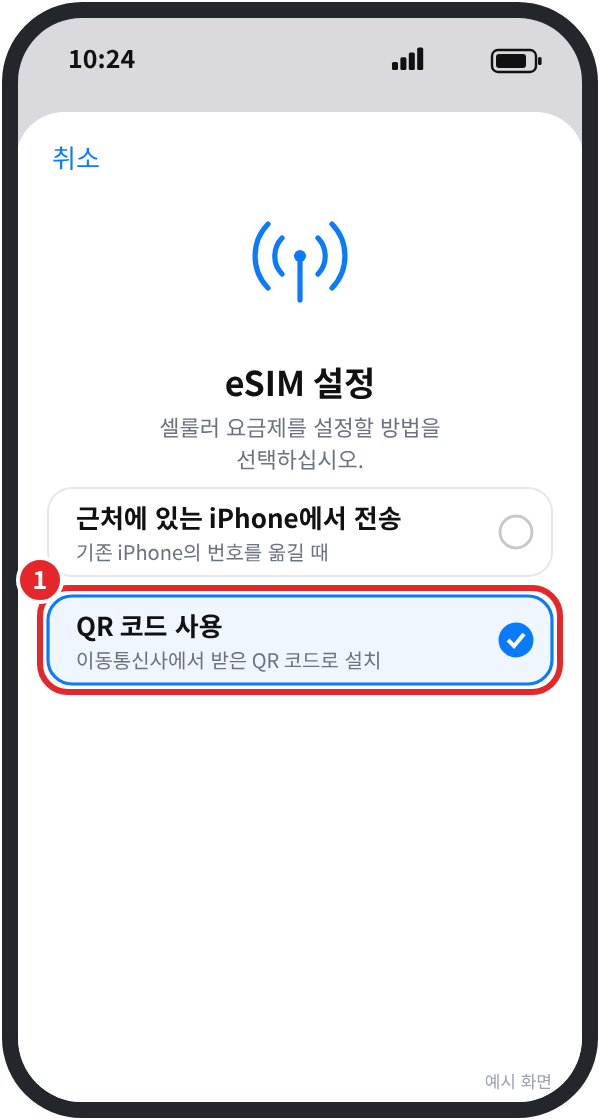 10:24
취소
eSIM 설정
셀룰러 요금제를 설정할 방법을
선택하십시오.
근처에 있는 iPhone에서 전송
기존 iPhone의 번호를 옮길 때
1
QR 코드 사용
이동통신사에서 받은 QR 코드로 설치
예시 화면